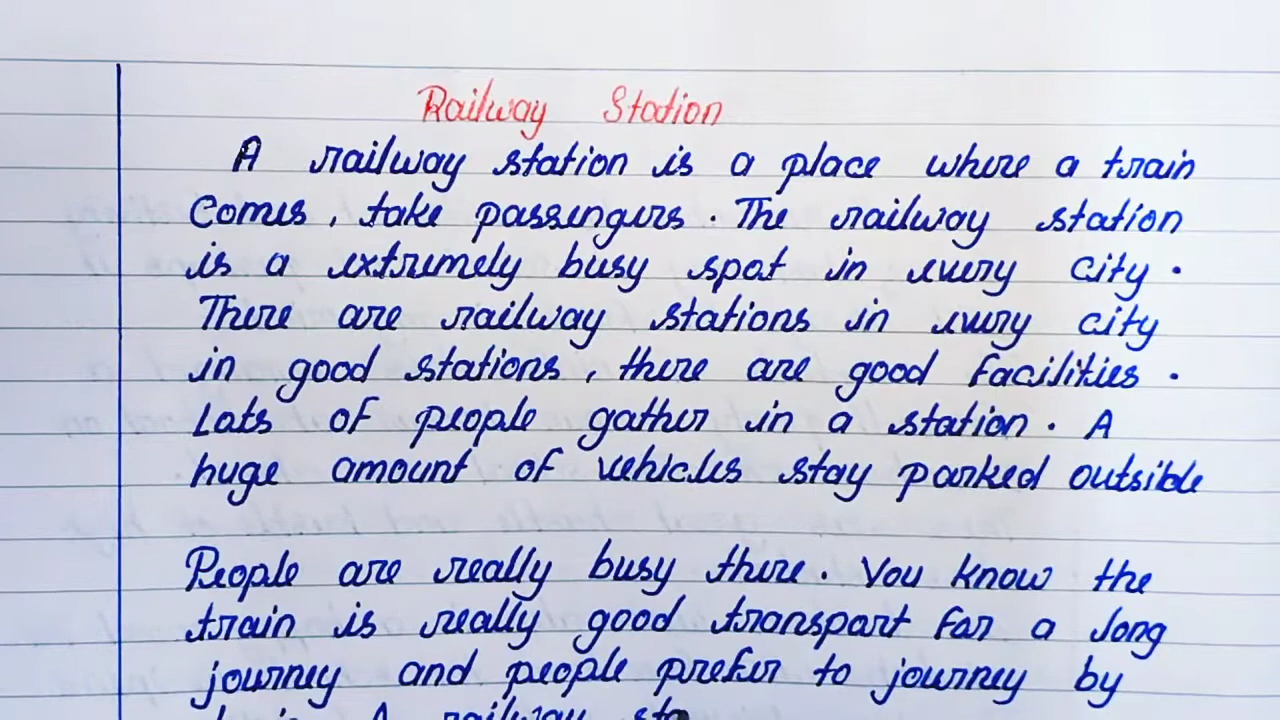 Railway Station
A railway station is a place where a train
Comes, take passengers. The railway station
is a extremely busy spot in every city.
There are railway stations in every city
in good stations, there are good facilities.
Lots of people gather in a station. A
huge amount of vehicles stay parked outsible
People are really busy there. You know the
train is really good transport for a long
journey and people prefer to journey by
A railway sta